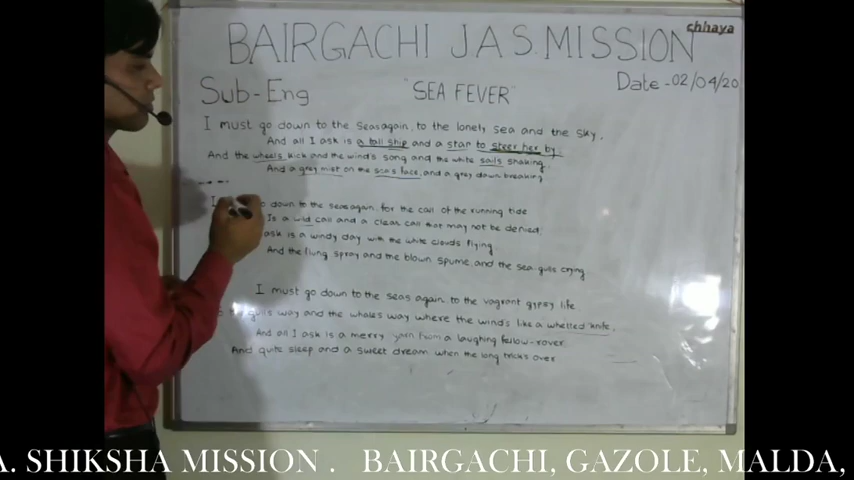 chhaya
BAIRGACHI J.A.S. MISSION
Date - 02/04/20
Sub - Eng
"SEA FEVER"
I must go down to the seas again, to the lonely sea and the sky,
And all I ask is a tall ship and a star to steer her by;
And the wheels kick and the wind's song and the white sails shaking,
And a grey mist on the sea's face, and a grey dawn breaking
I down to the seas again, for the call of the running tide
Is a wild call and a clear call that may not be denied;
ask is a windy day with the white clouds flying
And the flung spray and the blown spume, and the sea-gulls crying
I must go down to the seas again, to the vagrant gypsy life
the gulls way and the whales way where the wind's like a whetted knife,
And all I ask is a merry yarn from a laughing fellow-rover
And quite sleep and a sweet dream when the long tricks over
A. SHIKSHA MISSION . BAIRGACHI, GAZOLE, MALDA,